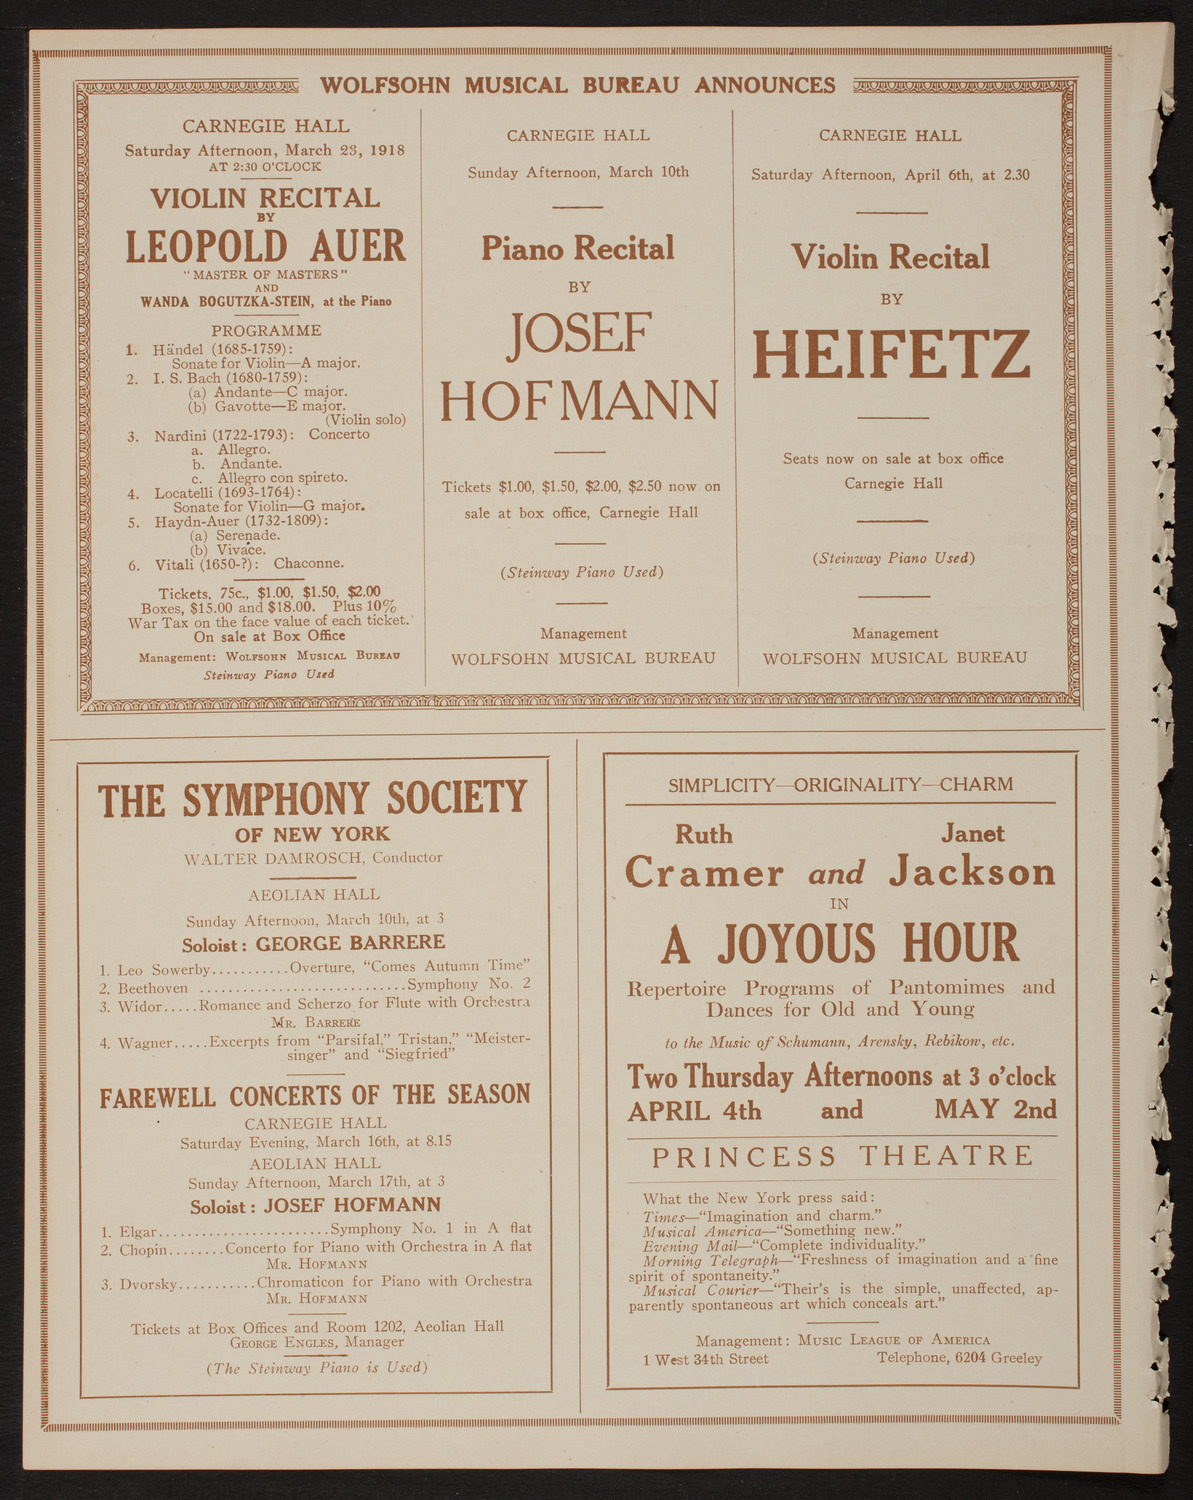 WOLFSOHN MUSICAL BUREAU ANNOUNCES
CARNEGIE HALL
Saturday Afternoon, March 23, 1918
AT 2:30 O'CLOCK
VIOLIN RECITAL
BY
LEOPOLD AUER
"MASTER OF MASTERS"
AND
WANDA BOGUTZKA-STEIN, at the Piano
PROGRAMME
1. Händel (1685-1759):
Sonate for Violin—A major.
2. I. S. Bach (1680-1759):
(a) Andante—C major.
(b) Gavotte—E major.
(Violin solo)
3. Nardini (1722-1793): Concerto
a. Allegro.
b. Andante.
c. Allegro con spireto.
4. Locatelli (1693-1764):
Sonate for Violin—G major.
5. Haydn-Auer (1732-1809):
(a) Serenade.
(b) Vivace.
6. Vitali (1650-?): Chaconne.
Tickets, 75c., $1.00, $1.50, $2.00
Boxes, $15.00 and $18.00. Plus 10%
War Tax on the face value of each ticket.
On sale at Box Office
Management: WOLFSOHN MUSICAL BUREAU
Steinway Piano Used
CARNEGIE HALL
Sunday Afternoon, March 10th
Piano Recital
BY
JOSEF
HOFMANN
Tickets $1.00, $1.50, $2.00, $2.50 now on
sale at box office, Carnegie Hall
(Steinway Piano Used)
Management
WOLFSOHN MUSICAL BUREAU
CARNEGIE HALL
Saturday Afternoon, April 6th, at 2.30
Violin Recital
BY
HEIFETZ
Seats now on sale at box office
Carnegie Hall
(Steinway Piano Used)
Management
WOLFSOHN MUSICAL BUREAU
THE SYMPHONY SOCIETY
OF NEW YORK
WALTER DAMROSCH, Conductor
AEOLIAN HALL
Sunday Afternoon, March 10th, at 3
Soloist: GEORGE BARRERE
1. Leo Sowerby...........Overture, "Comes Autumn Time"
2. Beethoven .............................Symphony No. 2
3. Widor.....Romance and Scherzo for Flute with Orchestra
MR. BARRERE
4. Wagner.....Excerpts from "Parsifal," Tristan," "Meister-
singer" and "Siegfried"
FAREWELL CONCERTS OF THE SEASON
CARNEGIE HALL
Saturday Evening, March 16th, at 8.15
AEOLIAN HALL
Sunday Afternoon, March 17th, at 3
Soloist: JOSEF HOFMANN
1. Elgar........................Symphony No. 1 in A flat
2. Chopin........Concerto for Piano with Orchestra in A flat
MR. HOFMANN
3. Dvorsky...........Chromaticon for Piano with Orchestra
MR. HOFMANN
Tickets at Box Offices and Room 1202, Aeolian Hall
GEORGE ENGLES, Manager
(The Steinway Piano is Used)
SIMPLICITY—ORIGINALITY—CHARM
Ruth Janet
Cramer and Jackson
IN
A JOYOUS HOUR
Repertoire Programs of Pantomimes and
Dances for Old and Young
to the Music of Schumann, Arensky, Rebikow, etc.
Two Thursday Afternoons at 3 o'clock
APRIL 4th and MAY 2nd
PRINCESS THEATRE
What the New York press said:
Times—"Imagination and charm."
Musical America—"Something new."
Evening Mail—"Complete individuality."
Morning Telegraph—"Freshness of imagination and a fine
spirit of spontaneity."
Musical Courier—"Their's is the simple, unaffected, ap-
parently spontaneous art which conceals art."
Management: MUSIC LEAGUE OF AMERICA
1 West 34th Street Telephone, 6204 Greeley